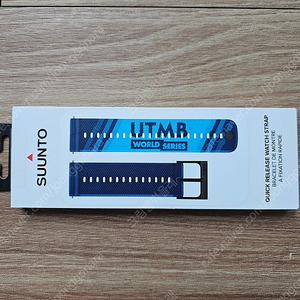 SUUNTO
UTMB
WORLD
SERIES
QUICK RELEASE WATCH STRAP
BRACELET DE MONTRE
A FIXATION RAPIDE